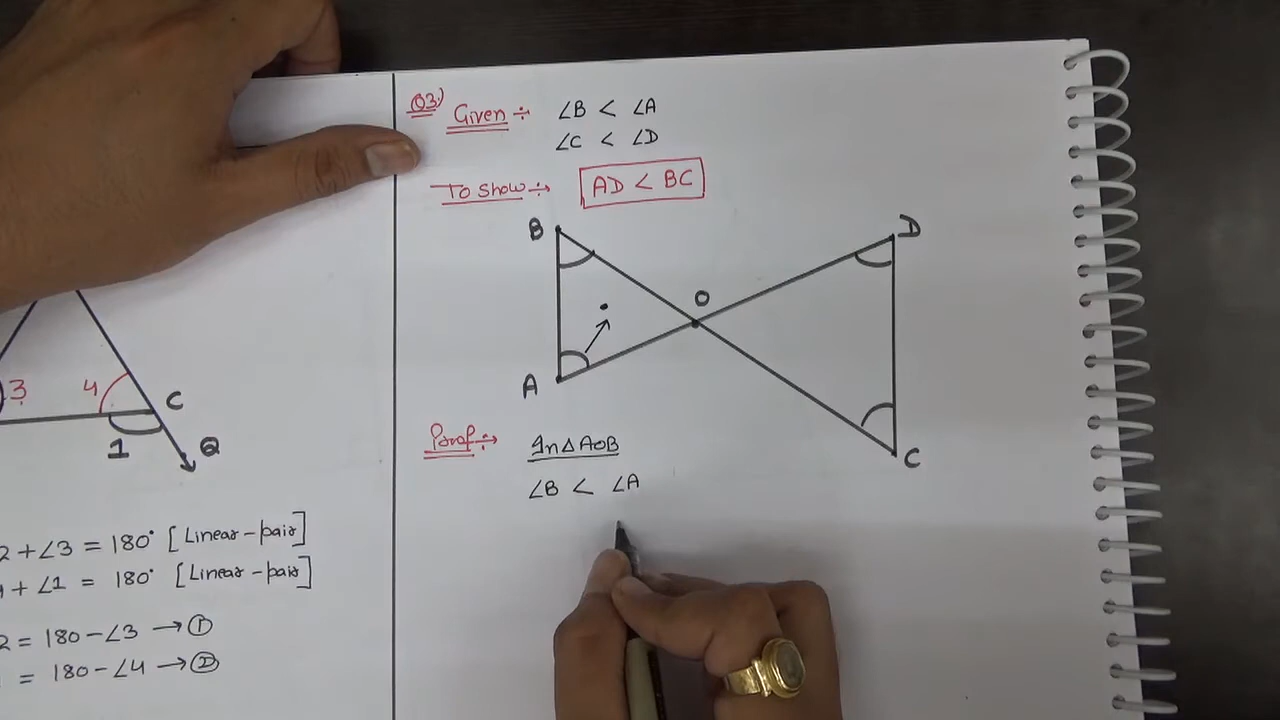 3
4
C
1
Q
2 + ∠3 = 180° [Linear-pair]
+ ∠1 = 180° [Linear-pair]
2 = 180 - ∠3 → ①
= 180 - ∠4 → ②
Q3.) Given ÷ ∠B < ∠A
∠C < ∠D
To show ÷ AD < BC
B
D
O
A
C
Proof ÷ In △AOB
∠B < ∠A